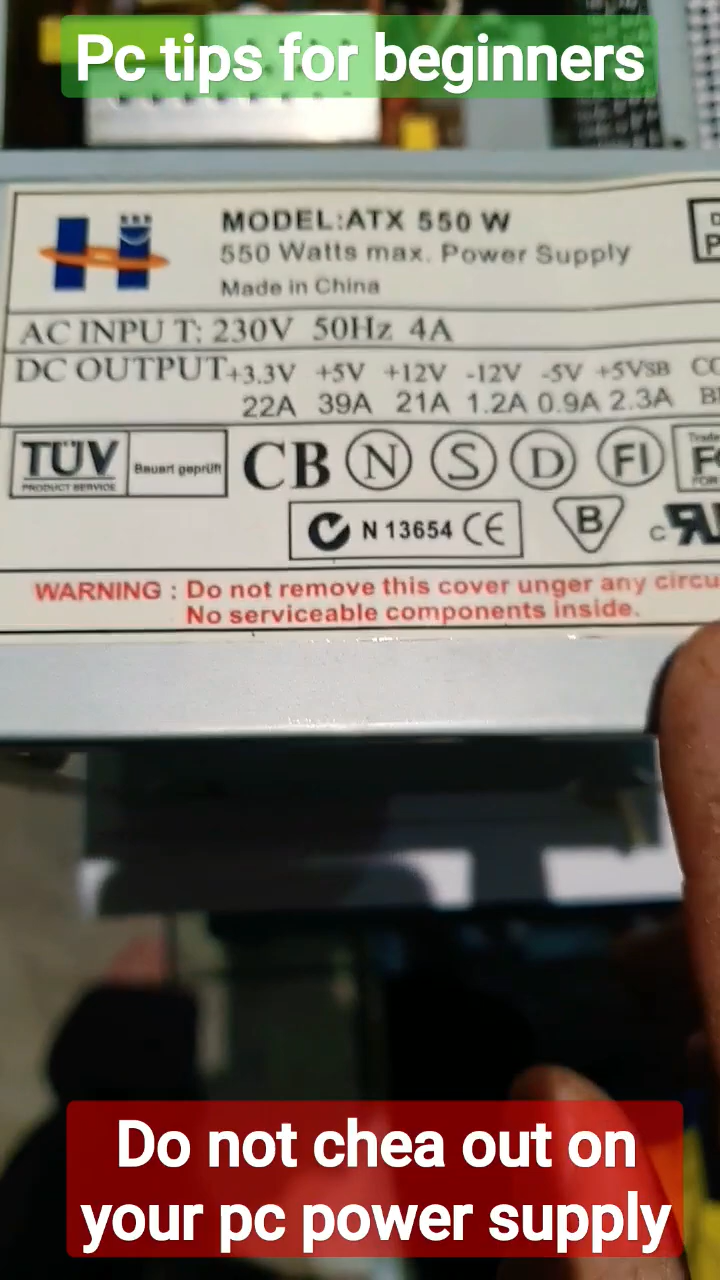 Pc tips for beginners
MODEL:ATX 550 W
550 Watts max. Power Supply
Made in China
AC INPU T: 230V 50Hz 4A
DC OUTPUT +3.3V +5V +12V -12V -5V +5VSB
22A 39A 21A 1.2A 0.9A 2.3A
TÜV
PRODUCT SERVICE
Bauart geprüft
CB N S D FI
N 13654 CE
B
WARNING : Do not remove this cover unger any circu
No serviceable components inside.
Do not chea out on
your pc power supply